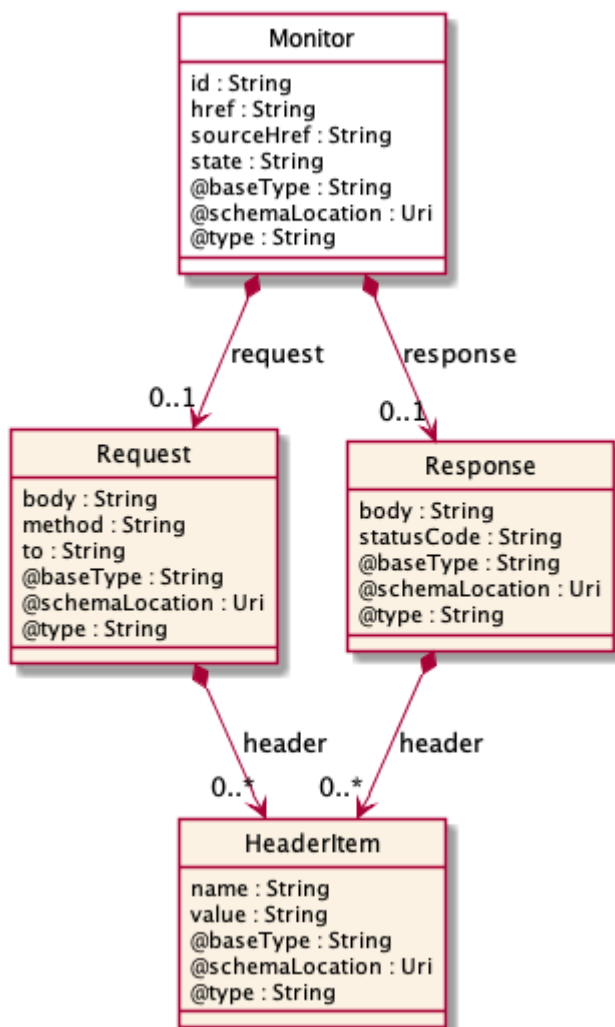 Monitor
id : String
href : String
sourceHref : String
state : String
@baseType : String
@schemaLocation : Uri
@type : String
request
response
0..1
0..1
Request
body : String
method : String
to : String
@baseType : String
@schemaLocation : Uri
@type : String
Response
body : String
statusCode : String
@baseType : String
@schemaLocation : Uri
@type : String
header
header
0..*
0..*
HeaderItem
name : String
value : String
@baseType : String
@schemaLocation : Uri
@type : String